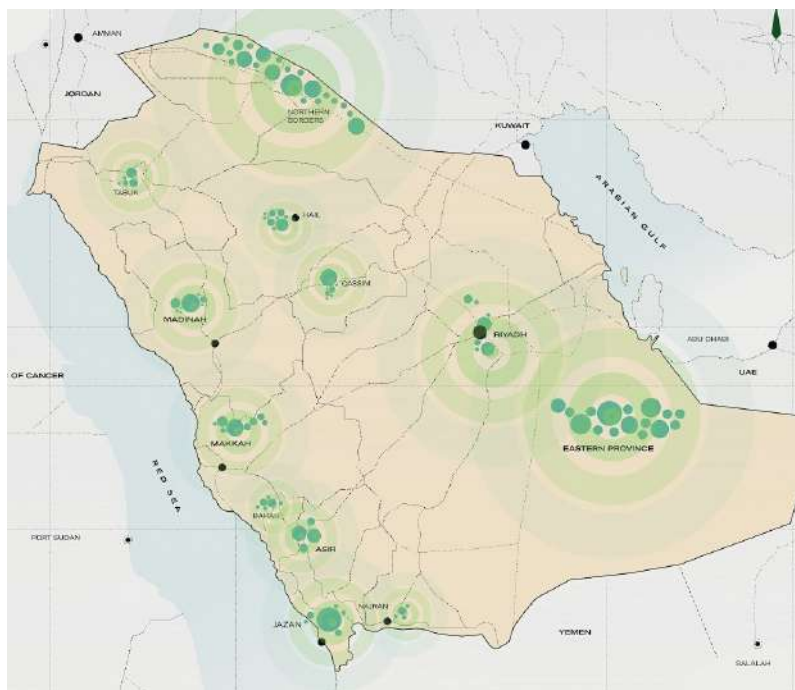 AMMAN
JORDAN
NORTHERN
BORDERS
KUWAIT
ARABIAN GULF
TABUK
HAIL
QASSIM
MADINAH
RIYADH
ABU DHABI
UAE
OF CANCER
MAKKAH
EASTERN PROVINCE
RED SEA
BAHAH
PORT SUDAN
ASIR
NAJRAN
JAZAN
YEMEN
SALALAH